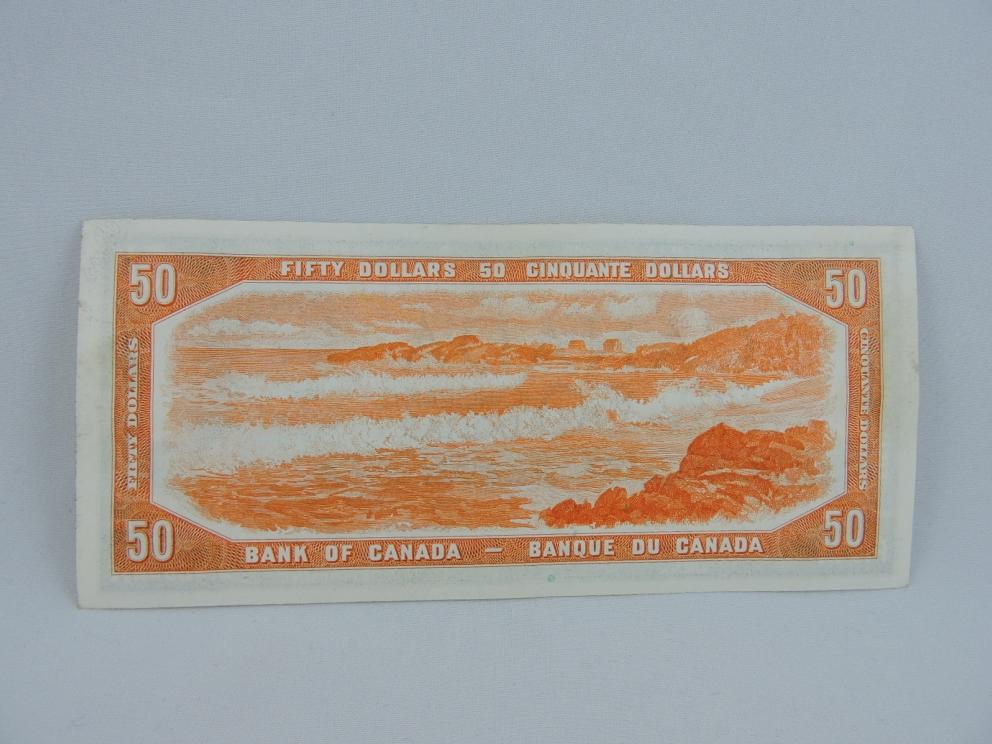 50 FIFTY DOLLARS 50 CINQUANTE DOLLARS 50
FIFTY DOLLARS
CINQUANTE DOLLARS
50 BANK OF CANADA — BANQUE DU CANADA 50